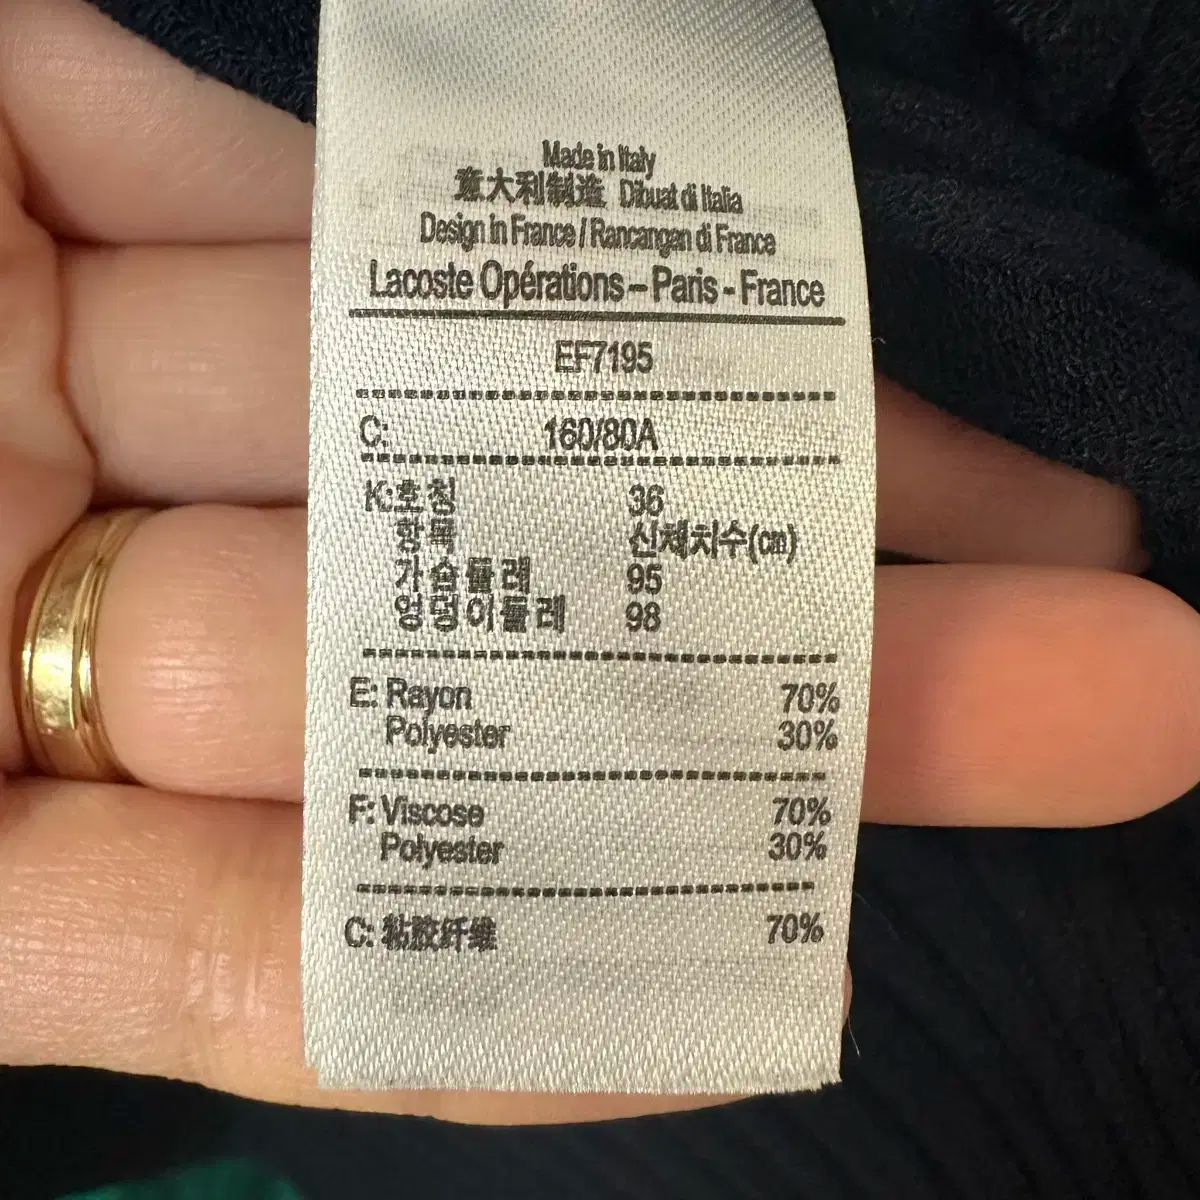 Made in Italy
意大利制造 Dibuat di Italia
Design in France / Rancangan di France
Lacoste Opérations – Paris - France
EF7195
C: 160/80A
K:호칭 36
항목 신체치수(cm)
가슴둘레 95
엉덩이둘레 98
E: Rayon 70%
Polyester 30%
F: Viscose 70%
Polyester 30%
C: 粘胶纤维 70%